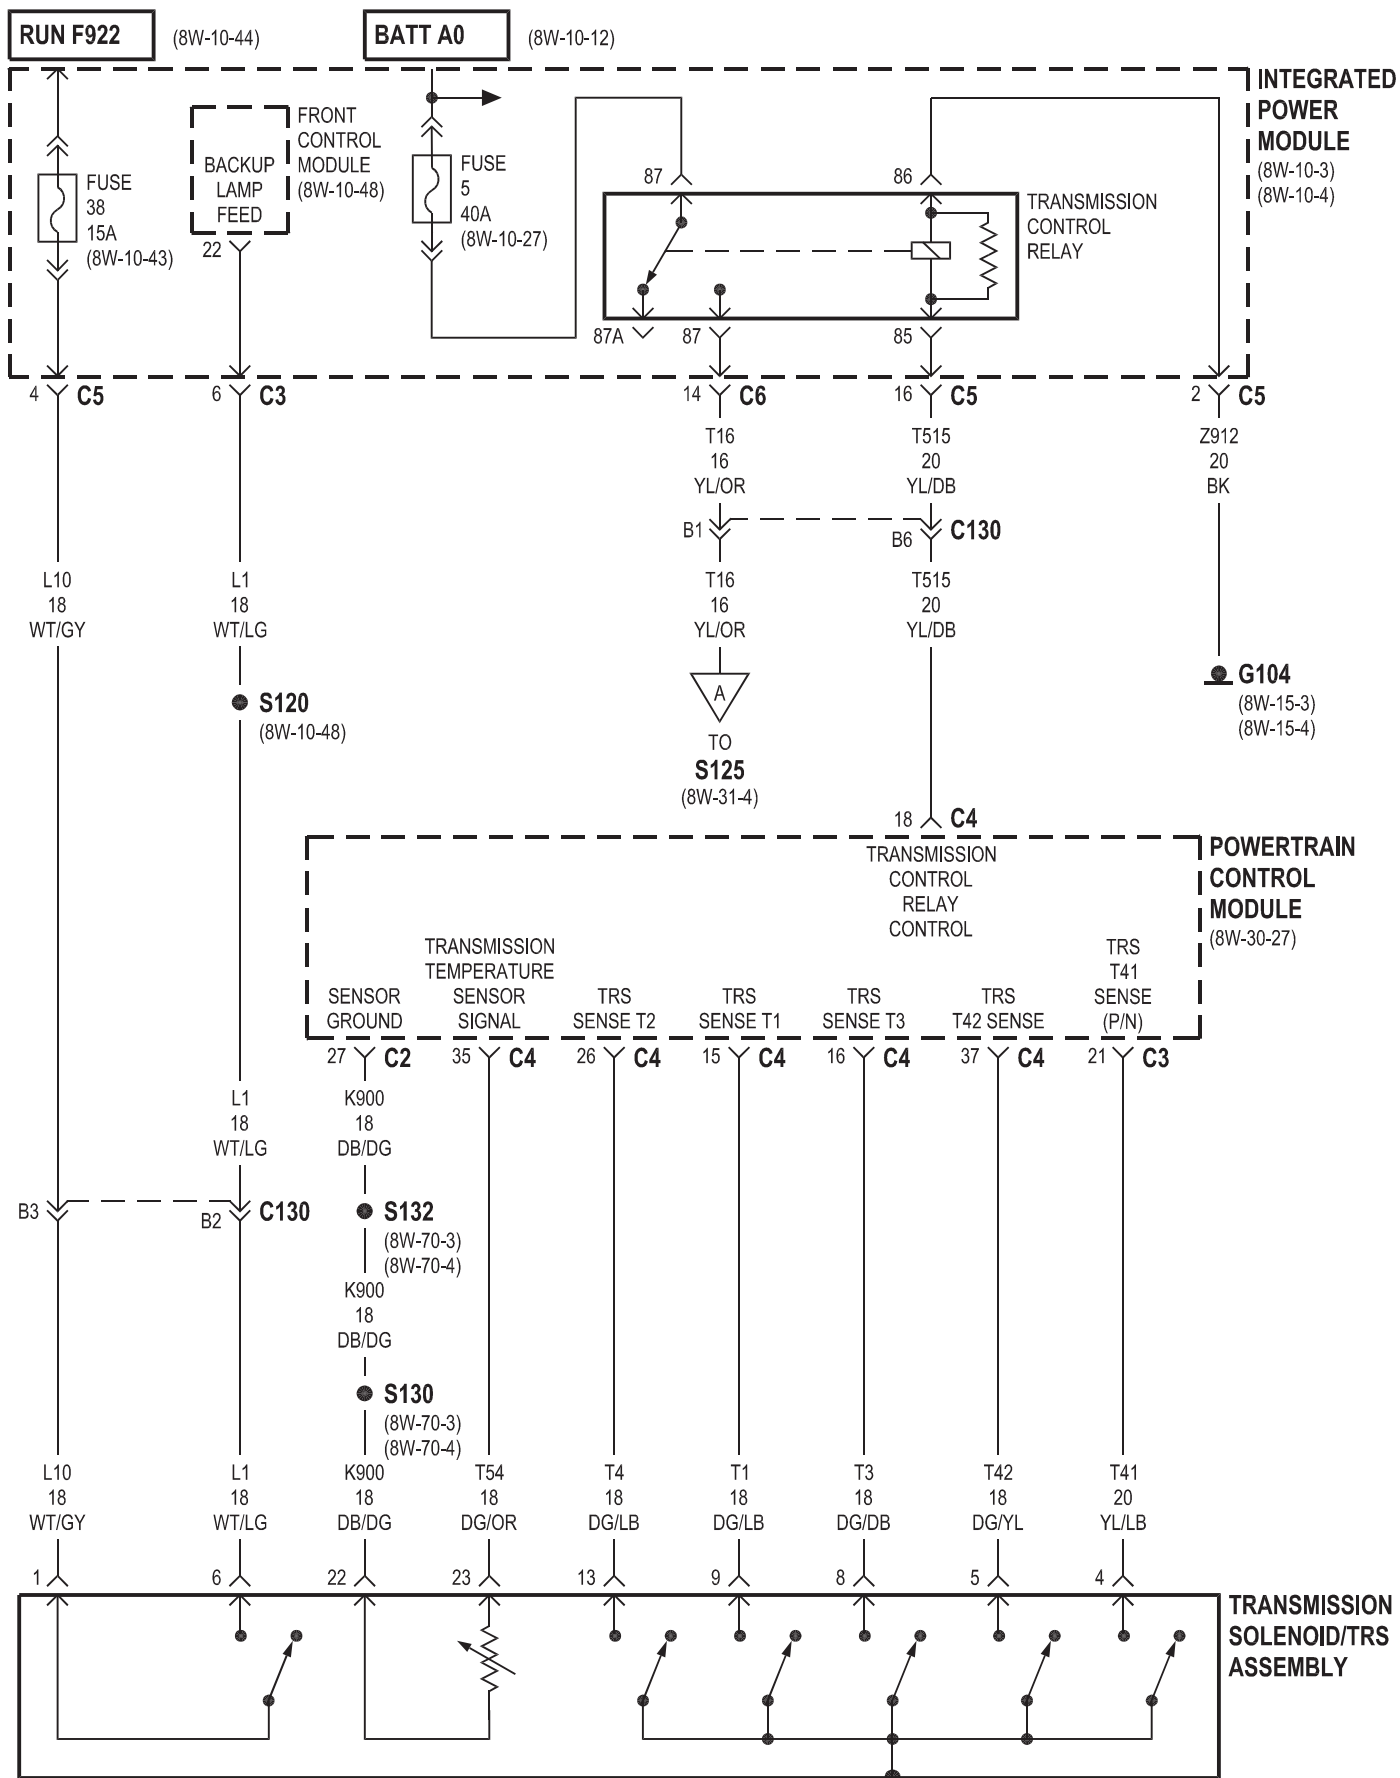 RUN F922
(8W-10-44)
BATT A0
(8W-10-12)
INTEGRATED
POWER
MODULE
(8W-10-3)
(8W-10-4)
FUSE
38
15A
(8W-10-43)
BACKUP
LAMP
FEED
22
FRONT
CONTROL
MODULE
(8W-10-48)
FUSE
5
40A
(8W-10-27)
87
86
TRANSMISSION
CONTROL
RELAY
87A
87
85
4
C5
6
C3
14
C6
16
C5
2
C5
T16
16
YL/OR
T515
20
YL/DB
Z912
20
BK
B1
B6
C130
L10
18
WT/GY
L1
18
WT/LG
T16
16
YL/OR
T515
20
YL/DB
S120
(8W-10-48)
A
TO
S125
(8W-31-4)
G104
(8W-15-3)
(8W-15-4)
18
C4
POWERTRAIN
CONTROL
MODULE
(8W-30-27)
TRANSMISSION
CONTROL
RELAY
CONTROL
SENSOR
GROUND
TRANSMISSION
TEMPERATURE
SENSOR
SIGNAL
TRS
SENSE T2
TRS
SENSE T1
TRS
SENSE T3
TRS
T42 SENSE
TRS
T41
SENSE
(P/N)
27
C2
35
C4
26
C4
15
C4
16
C4
37
C4
21
C3
L1
18
WT/LG
K900
18
DB/DG
B3
B2
C130
S132
(8W-70-3)
(8W-70-4)
K900
18
DB/DG
S130
(8W-70-3)
(8W-70-4)
L10
18
WT/GY
L1
18
WT/LG
K900
18
DB/DG
T54
18
DG/OR
T4
18
DG/LB
T1
18
DG/LB
T3
18
DG/DB
T42
18
DG/YL
T41
20
YL/LB
1
6
22
23
13
9
8
5
4
TRANSMISSION
SOLENOID/TRS
ASSEMBLY